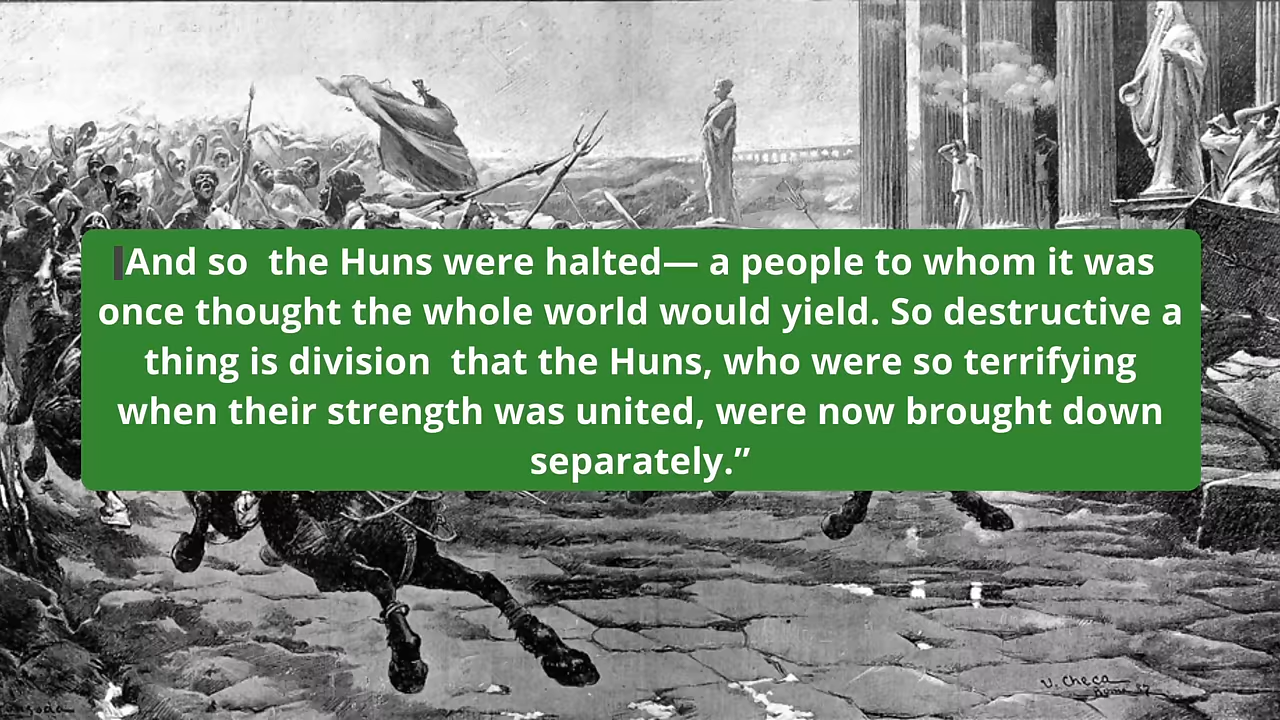 And so  the Huns were halted— a people to whom it was
once thought the whole world would yield. So destructive a
thing is division  that the Huns, who were so terrifying
when their strength was united, were now brought down
separately.”
U. Checa